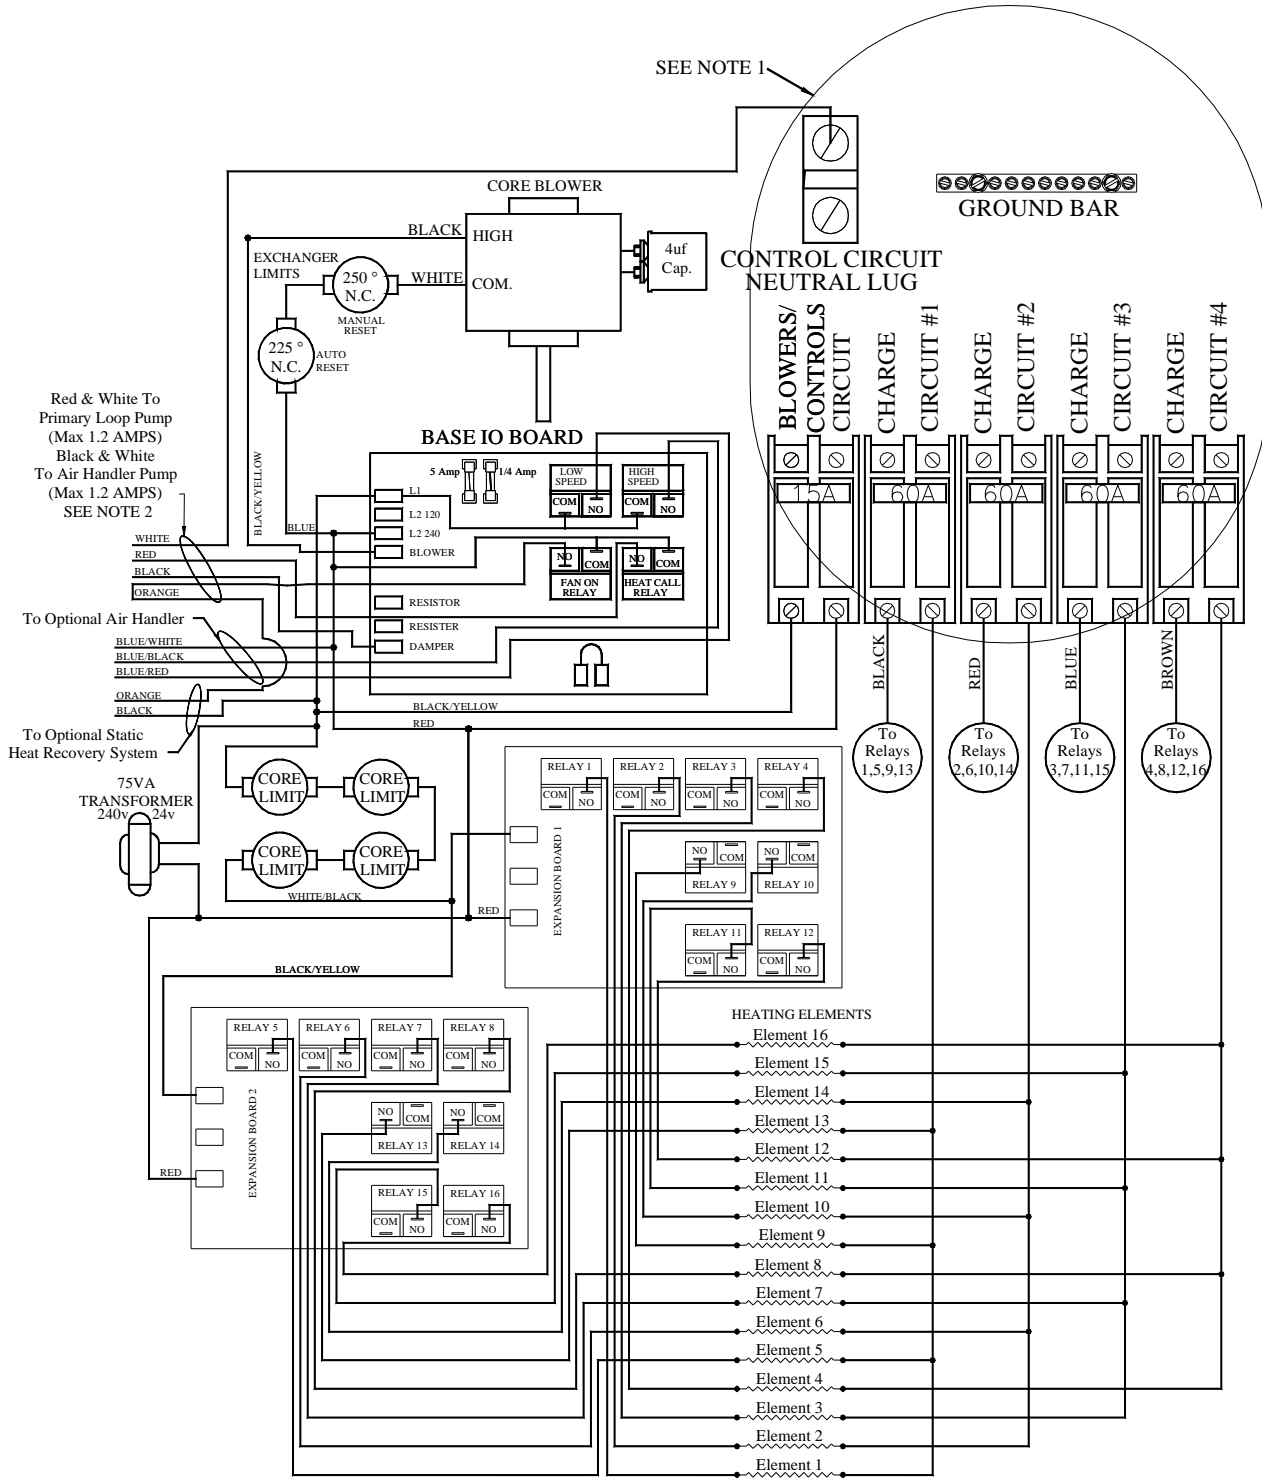 SEE NOTE 1
GROUND BAR
CONTROL CIRCUIT
NEUTRAL LUG
CORE BLOWER
BLACK
HIGH
WHITE
COM.
4uf
Cap.
EXCHANGER
LIMITS
250 °
N.C.
MANUAL
RESET
225 °
N.C.
AUTO
RESET
BLOWERS/
CONTROLS
CIRCUIT
CHARGE
CIRCUIT #1
CHARGE
CIRCUIT #2
CHARGE
CIRCUIT #3
CHARGE
CIRCUIT #4
15A
60A
60A
60A
60A
Red & White To
Primary Loop Pump
(Max 1.2 AMPS)
Black & White
To Air Handler Pump
(Max 1.2 AMPS)
SEE NOTE 2
BLACK/YELLOW
BLUE
WHITE
RED
BLACK
ORANGE
To Optional Air Handler
BLUE/WHITE
BLUE/BLACK
BLUE/RED
ORANGE
BLACK
To Optional Static
Heat Recovery System
BASE IO BOARD
5 Amp
1/4 Amp
L1
L2 120
L2 240
BLOWER
RESISTOR
RESISTER
DAMPER
LOW
SPEED
COM
NO
HIGH
SPEED
COM
NO
NO
COM
FAN ON
RELAY
NO
COM
HEAT CALL
RELAY
BLACK/YELLOW
RED
BLACK
RED
BLUE
BROWN
To
Relays
1,5,9,13
To
Relays
2,6,10,14
To
Relays
3,7,11,15
To
Relays
4,8,12,16
75VA
TRANSFORMER
240v
24v
CORE
LIMIT
CORE
LIMIT
CORE
LIMIT
CORE
LIMIT
WHITE/BLACK
RED
BLACK/YELLOW
EXPANSION BOARD 1
RELAY 1
COM
NO
RELAY 2
COM
NO
RELAY 3
COM
NO
RELAY 4
COM
NO
NO
COM
RELAY 9
NO
COM
RELAY 10
RELAY 11
COM
NO
RELAY 12
COM
NO
RED
EXPANSION BOARD 2
RELAY 5
COM
NO
RELAY 6
COM
NO
RELAY 7
COM
NO
RELAY 8
COM
NO
NO
COM
RELAY 13
NO
COM
RELAY 14
RELAY 15
COM
NO
RELAY 16
COM
NO
HEATING ELEMENTS
Element 16
Element 15
Element 14
Element 13
Element 12
Element 11
Element 10
Element 9
Element 8
Element 7
Element 6
Element 5
Element 4
Element 3
Element 2
Element 1